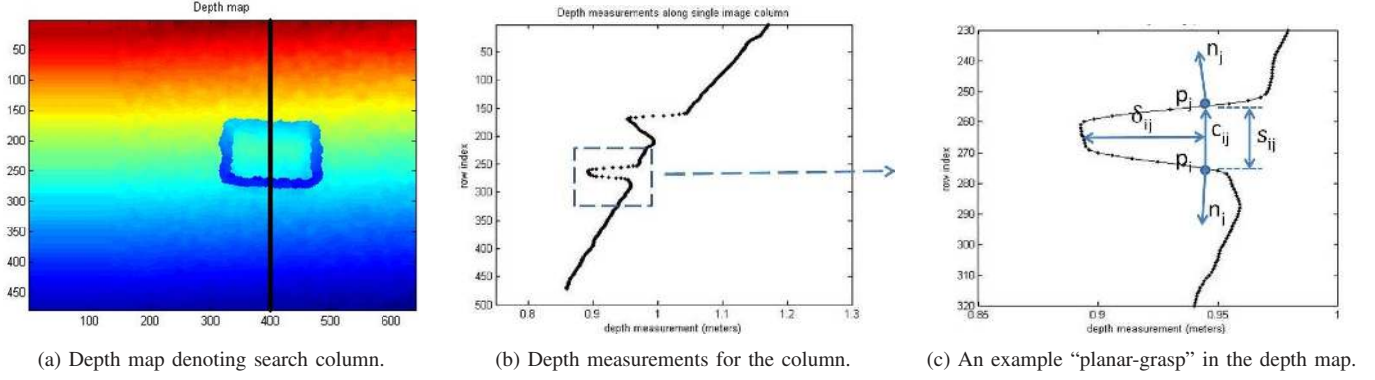 Depth map
50
100
150
200
250
300
350
400
450
100 200 300 400 500 600
(a) Depth map denoting search column.
Depth measurements along single image column
row index
0
50
100
150
200
250
300
350
400
450
500
0.8 0.9 1 1.1 1.2 1.3
depth measurement (meters)
(b) Depth measurements for the column.
row index
230
240
250
260
270
280
290
300
310
320
n_j
p_j
δ_ij
c_ij
s_ij
p_i
n_i
0.85 0.9 0.95 1
depth measurement (meters)
(c) An example “planar-grasp” in the depth map.